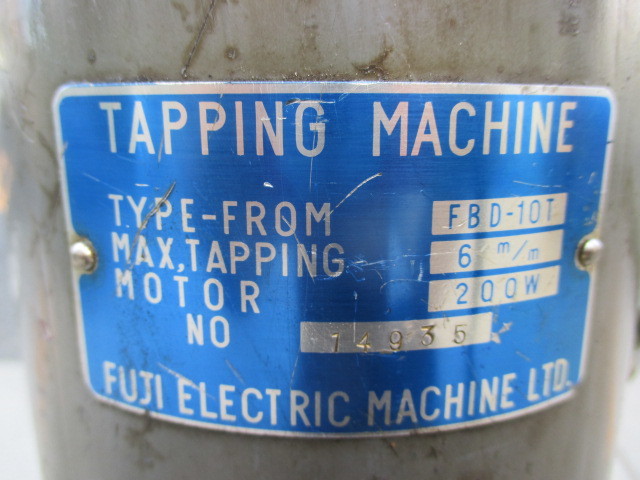 TAPPING MACHINE
TYPE-FROM FBD-10T
MAX,TAPPING 6 m/m
MOTOR 200W
NO 14935
FUJI ELECTRIC MACHINE LTD.